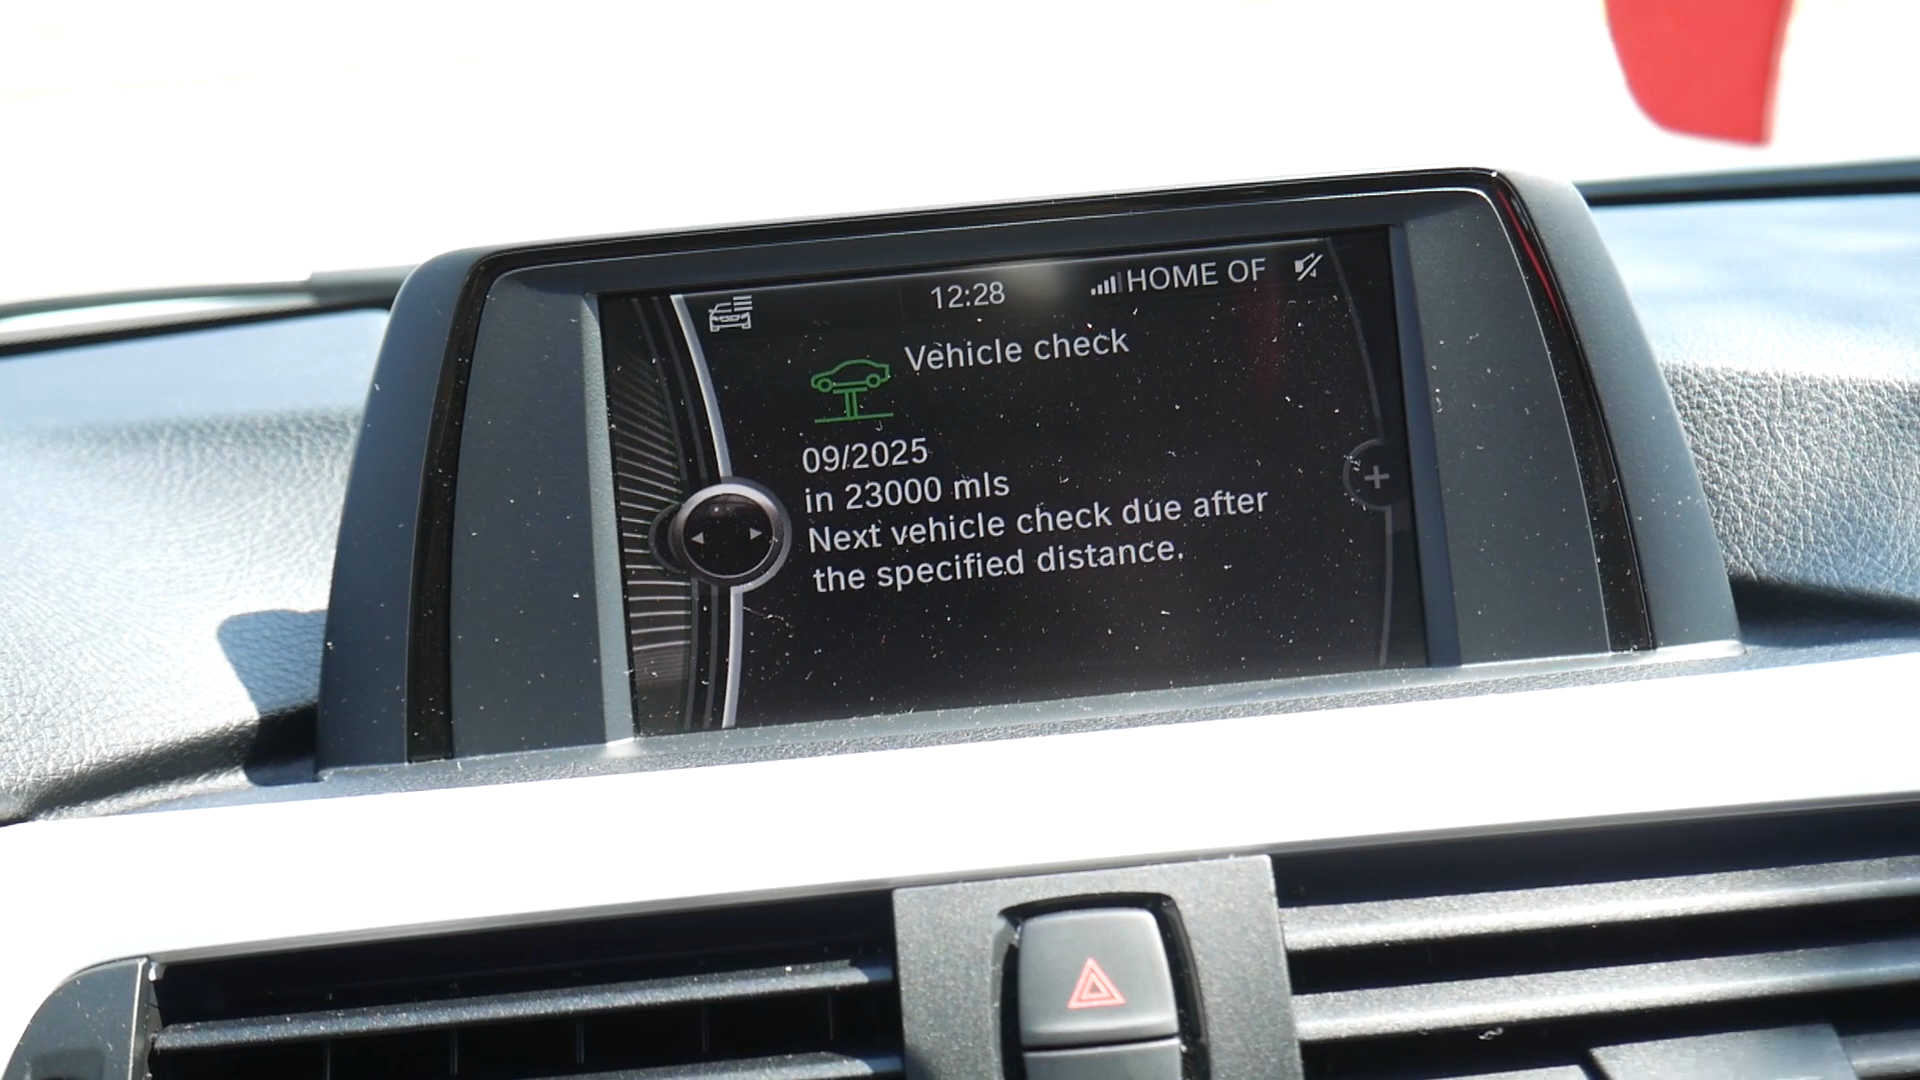 12:28
HOME OF
Vehicle check
09/2025
in 23000 mls
Next vehicle check due after
the specified distance.